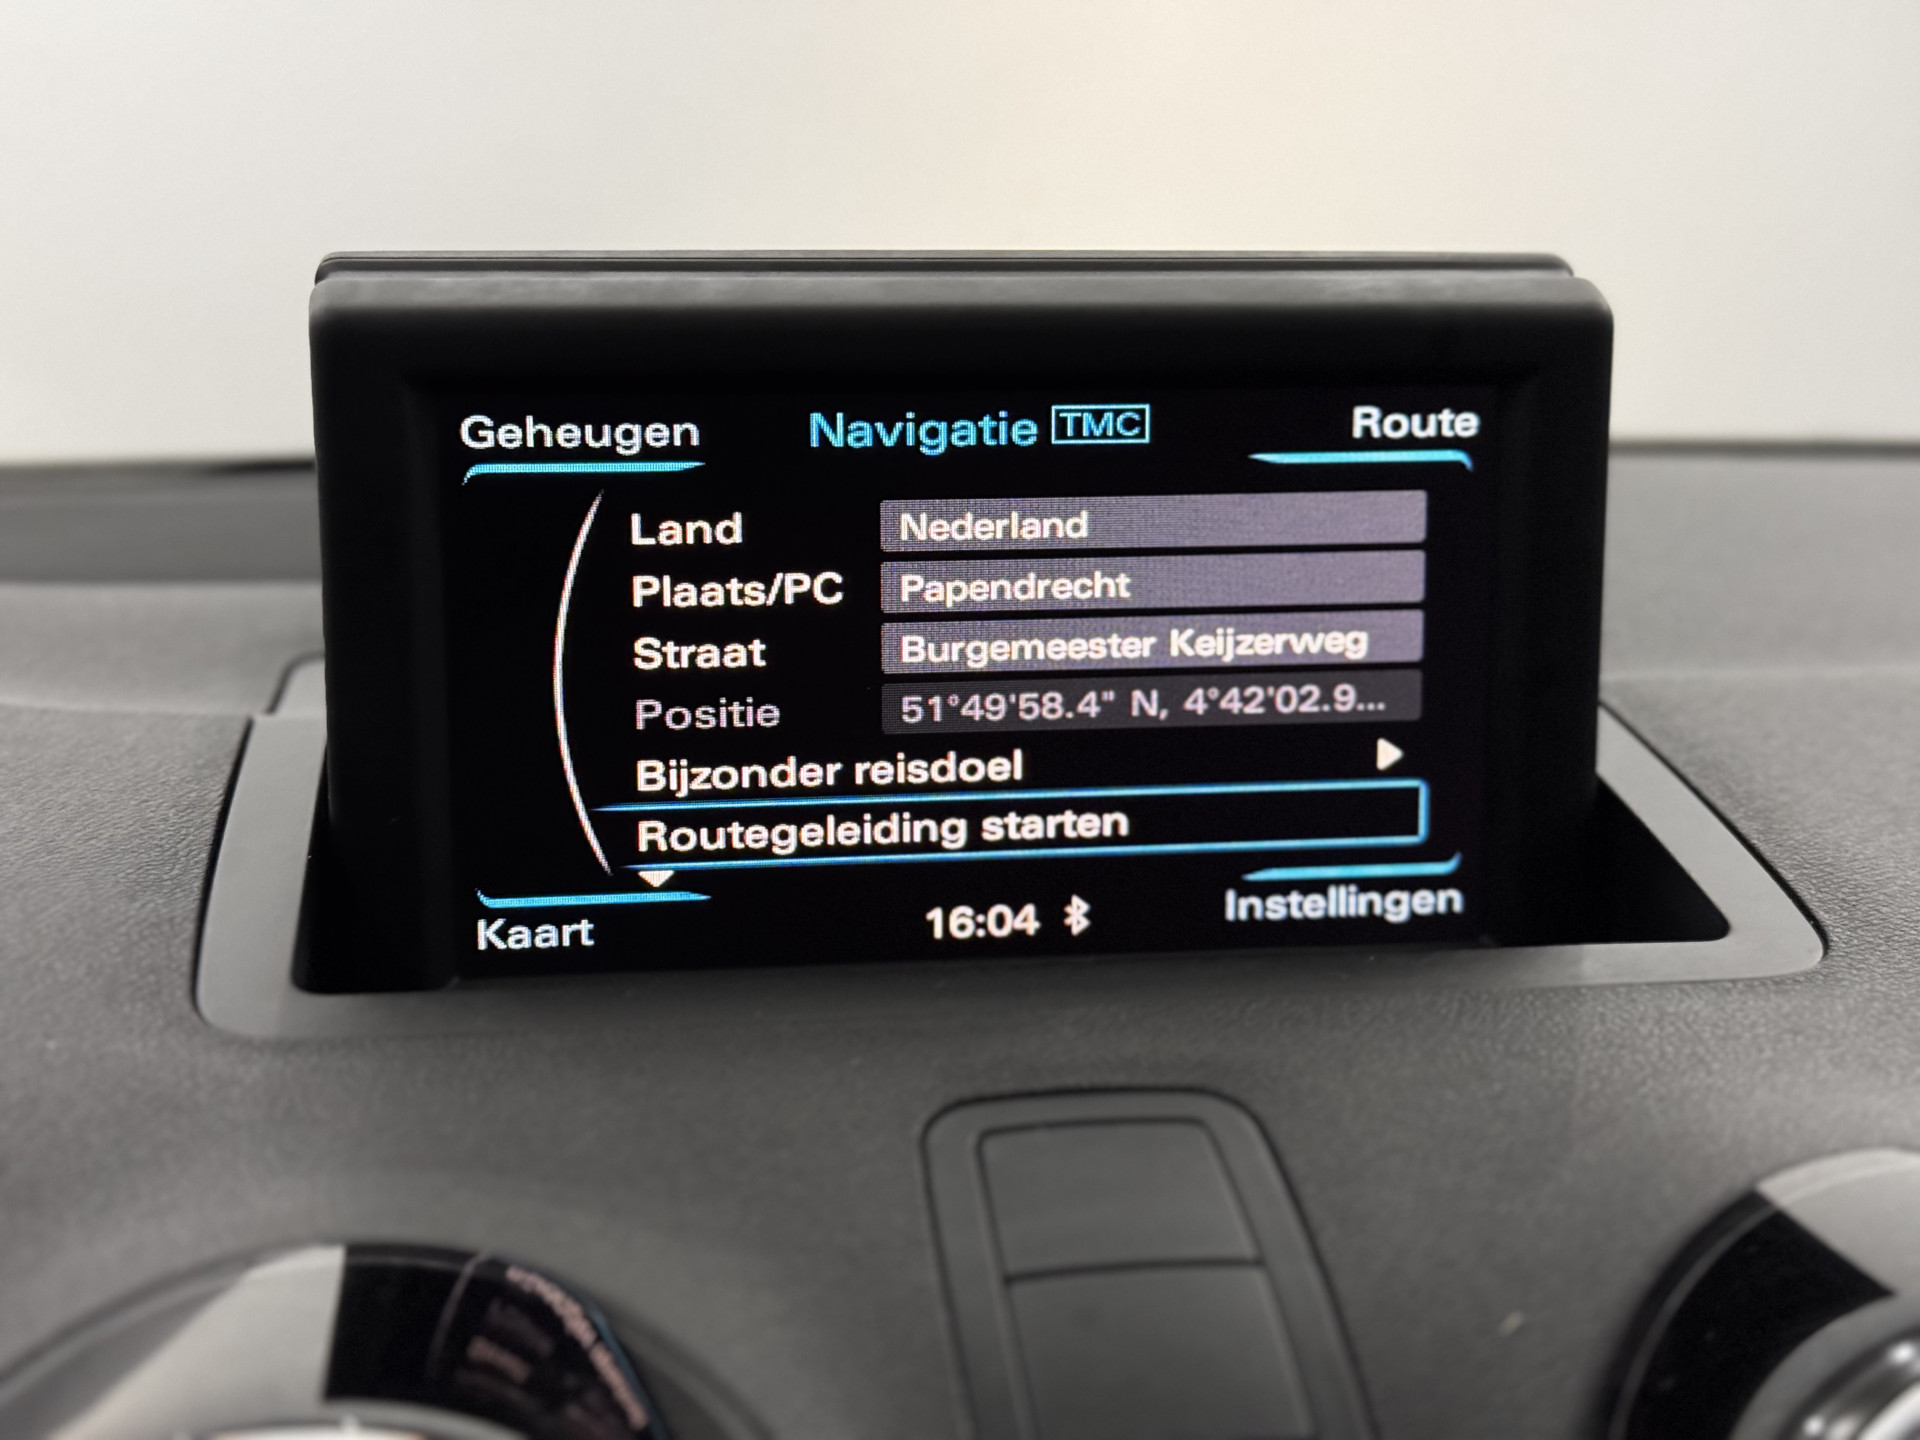 Geheugen Navigatie TMC Route
Land Nederland
Plaats/PC Papendrecht
Straat Burgemeester Keijzerweg
Positie 51°49'58.4" N, 4°42'02.9...
Bijzonder reisdoel
Routegeleiding starten
Kaart 16:04 Instellingen